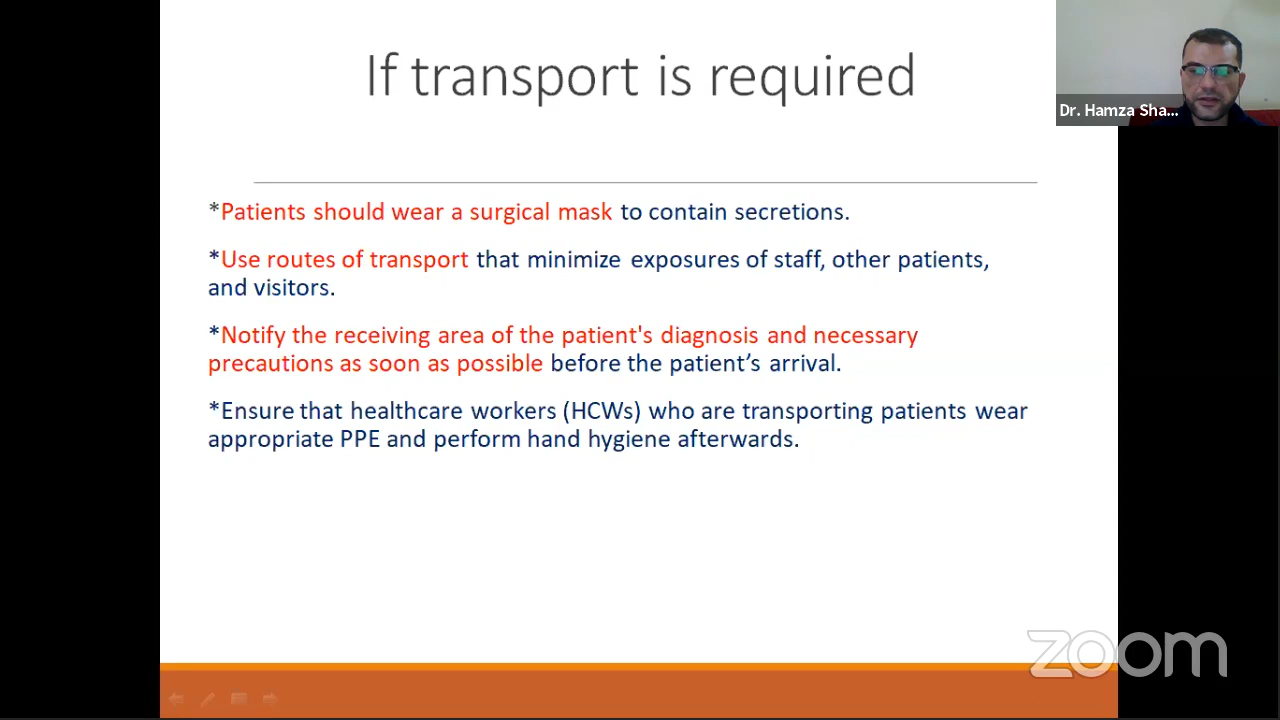 If transport is required
Dr. Hamza Sha...
*Patients should wear a surgical mask to contain secretions.
*Use routes of transport that minimize exposures of staff, other patients,
and visitors.
*Notify the receiving area of the patient's diagnosis and necessary
precautions as soon as possible before the patient’s arrival.
*Ensure that healthcare workers (HCWs) who are transporting patients wear
appropriate PPE and perform hand hygiene afterwards.
zoom